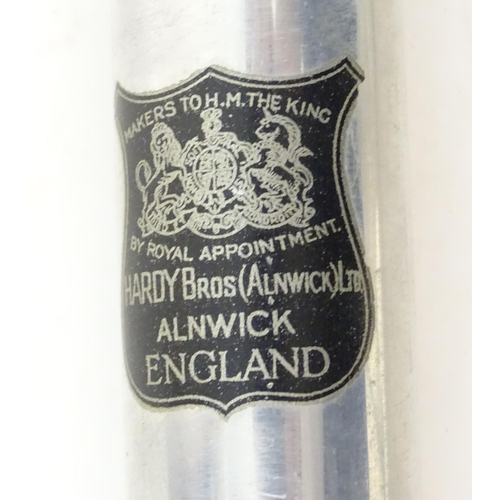 MAKERS TO H.M. THE KING
BY ROYAL APPOINTMENT.
HARDY BROS (ALNWICK) LTD
ALNWICK
ENGLAND